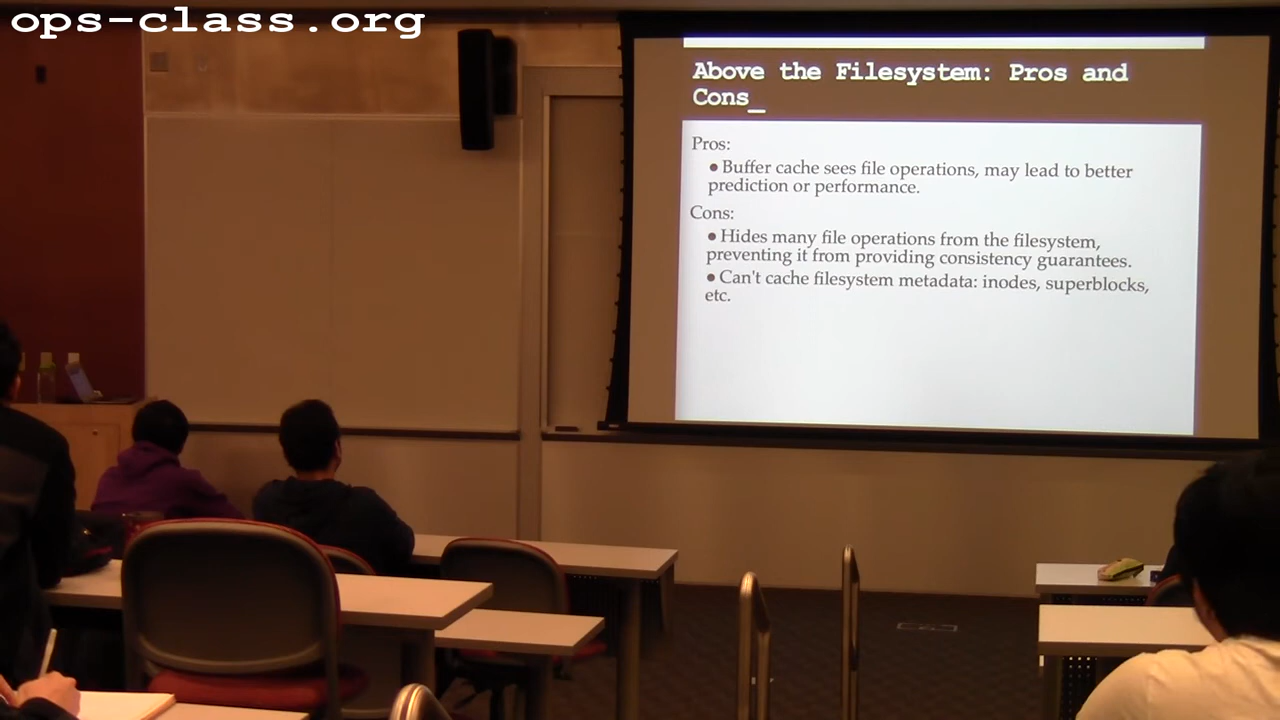 ops-class.org
Above the Filesystem: Pros and
Cons_
Pros:
● Buffer cache sees file operations, may lead to better
prediction or performance.
Cons:
● Hides many file operations from the filesystem,
preventing it from providing consistency guarantees.
● Can't cache filesystem metadata: inodes, superblocks,
etc.